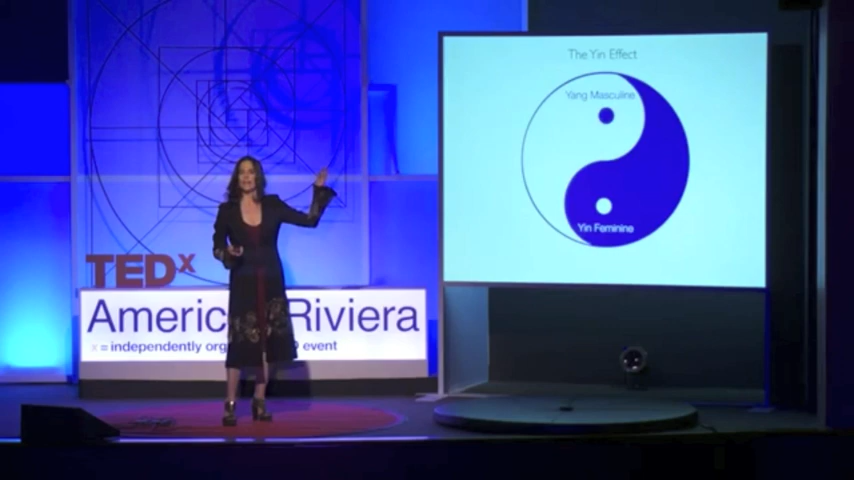 The Yin Effect
Yang Masculine
Yin Feminine
TEDx
Americ Riviera
x = independently org event